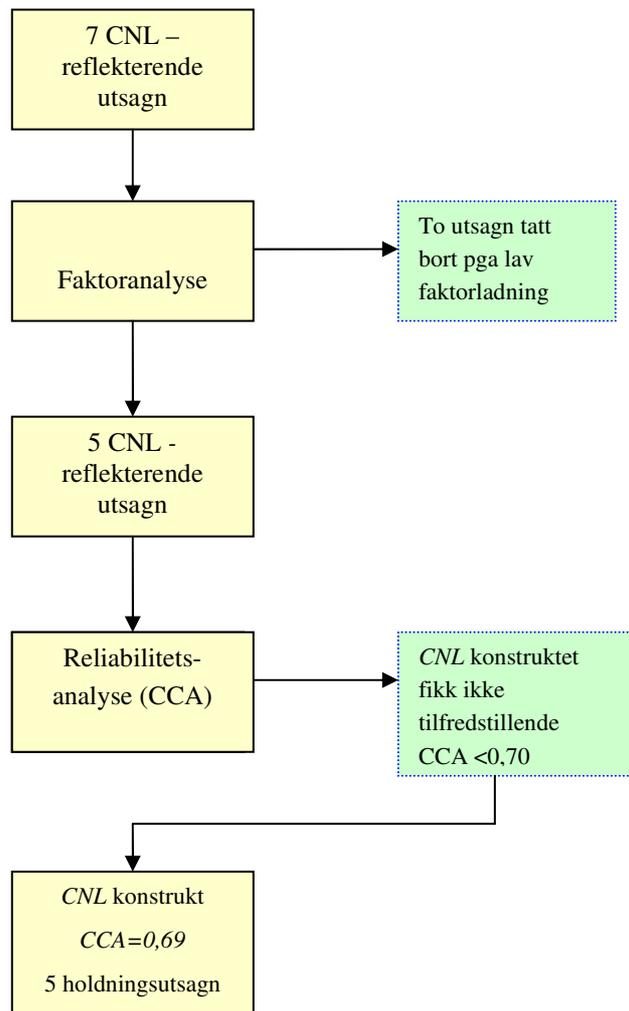 7 CNL –
reflekterende
utsagn
Faktoranalyse
To utsagn tatt
bort pga lav
faktorladning
5 CNL -
reflekterende
utsagn
Reliabilitets-
analyse (CCA)
CNL konstruktet
fikk ikke
tilfredstillende
CCA <0,70
CNL konstrukt
CCA=0,69
5 holdningsutsagn